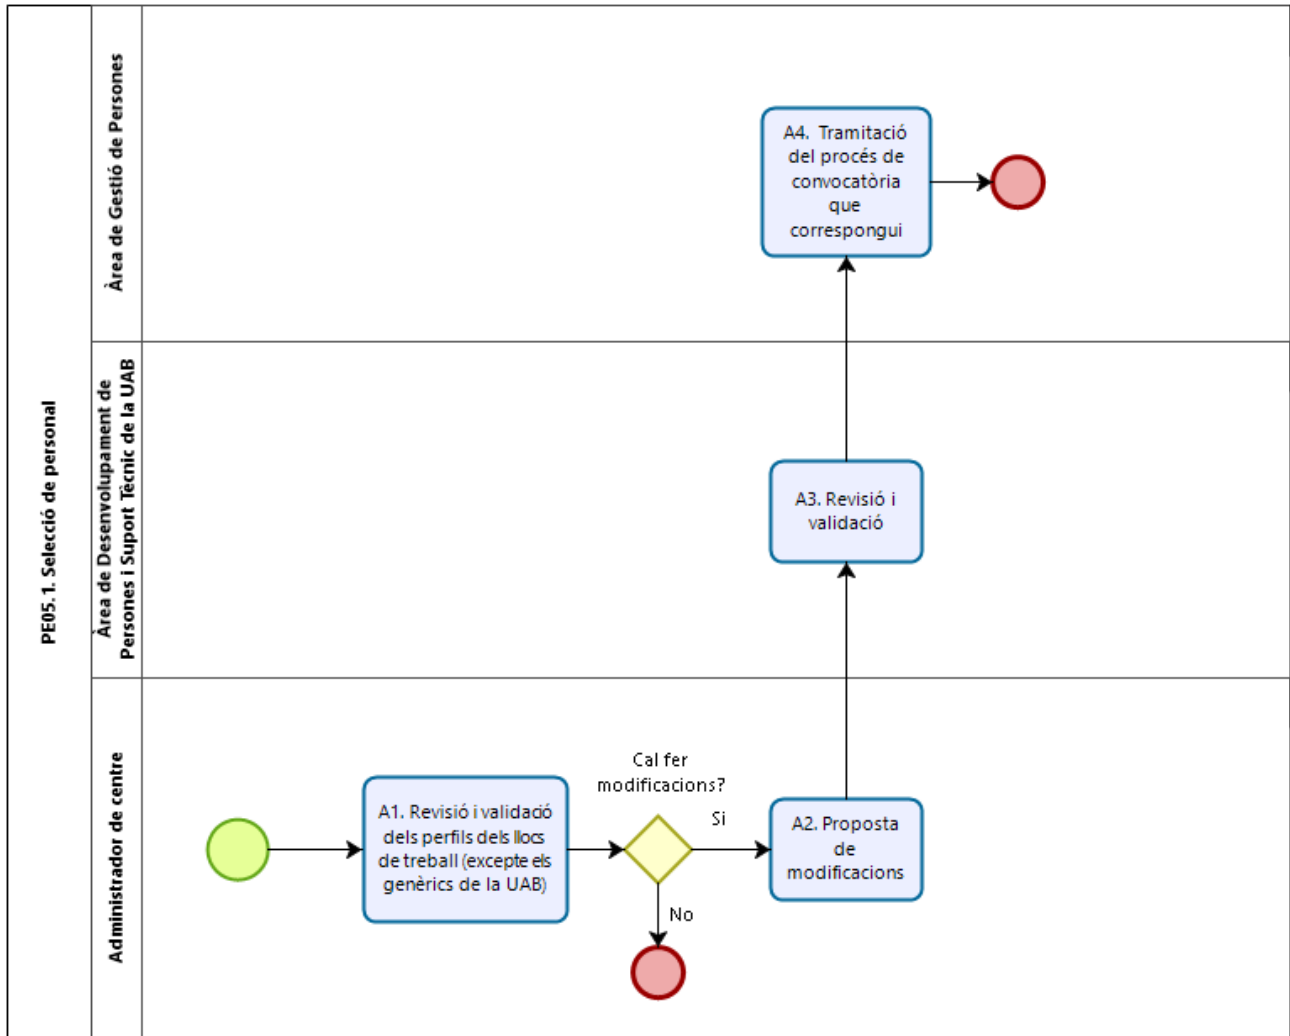 PE05.1. Selecció de personal
Àrea de Gestió de Persones
A4. Tramitació
del procés de
convocatòria
que
correspongui
Àrea de Desenvolupament de
Persones i Suport Tècnic de la UAB
A3. Revisió i
validació
Administrador de centre
A1. Revisió i validació
dels perfils dels llocs
de treball (excepte els
genèrics de la UAB)
Cal fer
modificacions?
Si
No
A2. Proposta
de
modificacions